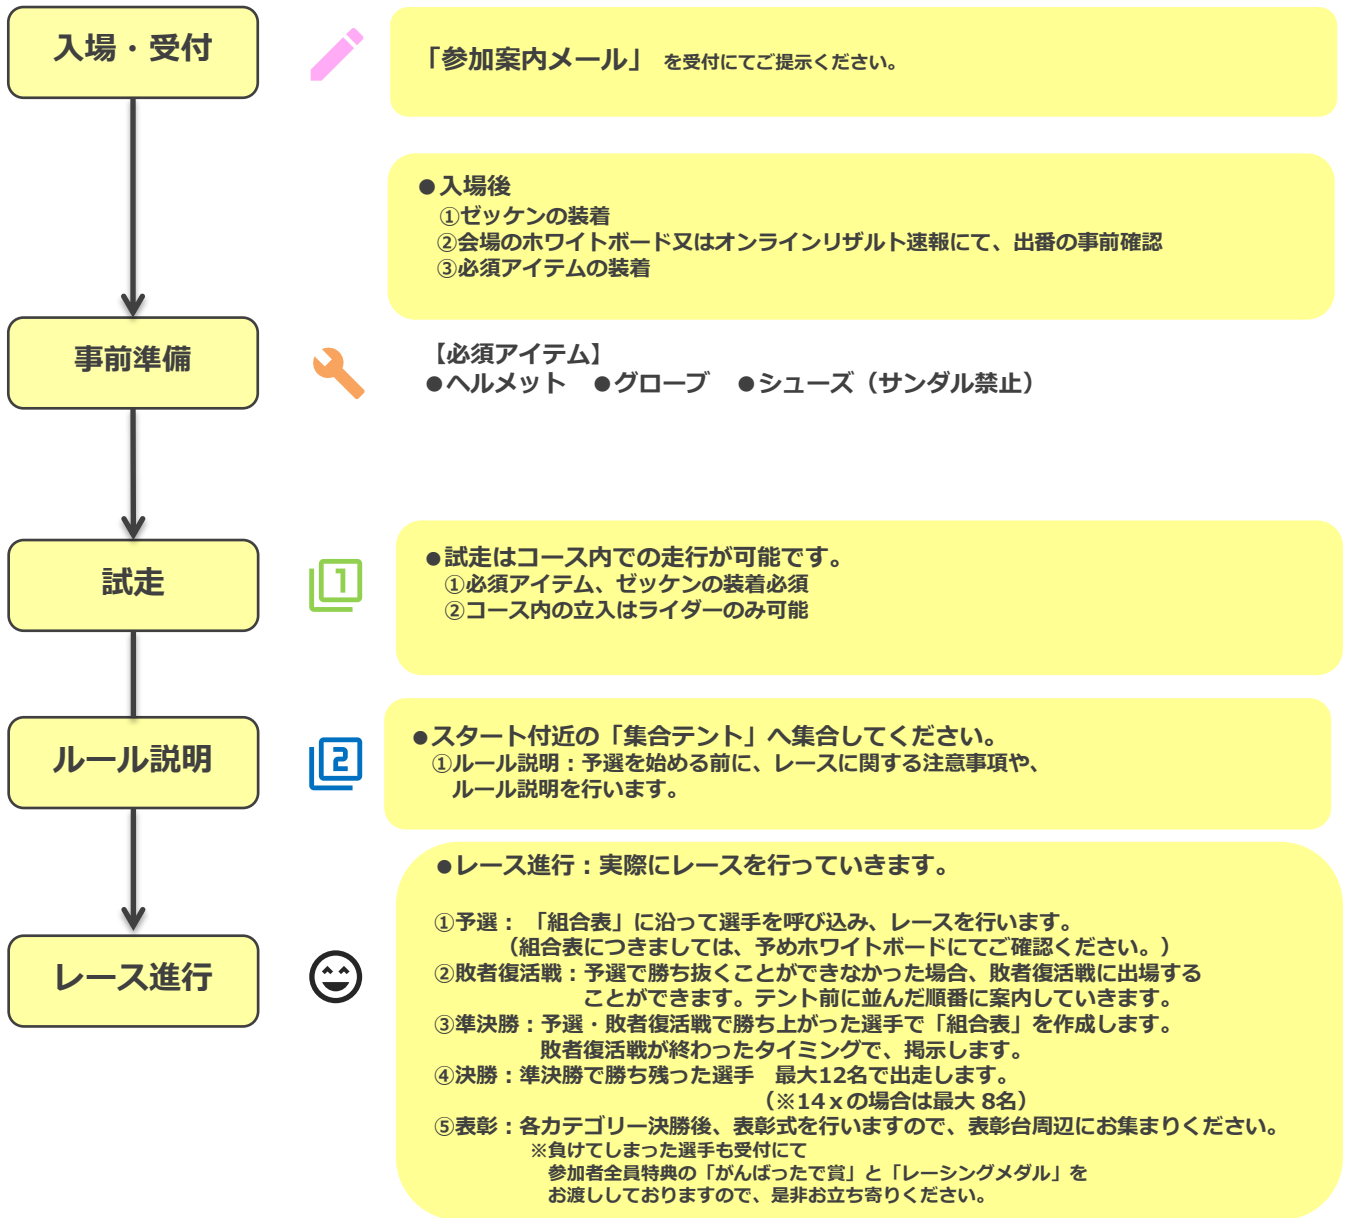 入場・受付
「参加案内メール」 を受付にてご提示ください。
●入場後
①ゼッケンの装着
②会場のホワイトボード又はオンラインリザルト速報にて、出番の事前確認
③必須アイテムの装着
事前準備
【必須アイテム】
●ヘルメット ●グローブ ●シューズ（サンダル禁止）
試走
●試走はコース内での走行が可能です。
①必須アイテム、ゼッケンの装着必須
②コース内の立入はライダーのみ可能
1
ルール説明
2
●スタート付近の「集合テント」へ集合してください。
①ルール説明：予選を始める前に、レースに関する注意事項や、
ルール説明を行います。
レース進行
●レース進行：実際にレースを行っていきます。
①予選： 「組合表」に沿って選手を呼び込み、レースを行います。
（組合表につきましては、予めホワイトボードにてご確認ください。）
②敗者復活戦：予選で勝ち抜くことができなかった場合、敗者復活戦に出場する
ことができます。テント前に並んだ順番に案内していきます。
③準決勝：予選・敗者復活戦で勝ち上がった選手で「組合表」を作成します。
敗者復活戦が終わったタイミングで、掲示します。
④決勝：準決勝で勝ち残った選手 最大12名で出走します。
（※14ｘの場合は最大 8名）
⑤表彰：各カテゴリー決勝後、表彰式を行いますので、表彰台周辺にお集まりください。
※負けてしまった選手も受付にて
参加者全員特典の「がんばったで賞」と「レーシングメダル」を
お渡ししておりますので、是非お立ち寄りください。